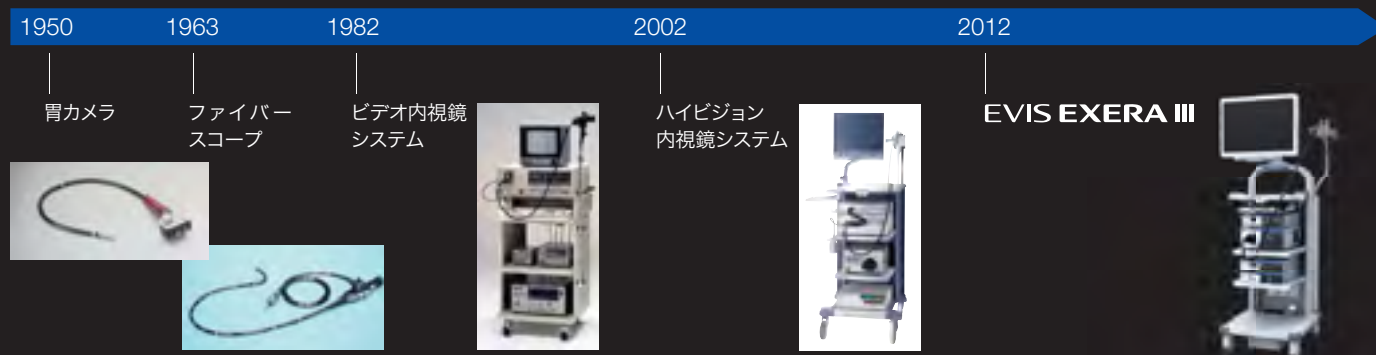 1950 1963 1982 2002 2012
胃カメラ
ファイバー
スコープ
ビデオ内視鏡
システム
ハイビジョン
内視鏡システム
EVIS EXERA III